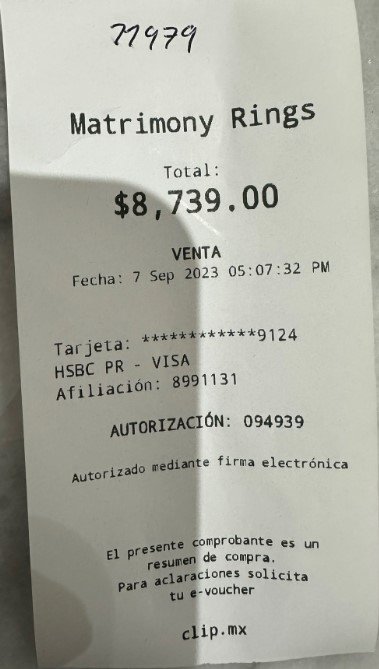 71979
Matrimony Rings
Total:
$8,739.00
VENTA
Fecha: 7 Sep 2023 05:07:32 PM
Tarjeta: ************9124
HSBC PR - VISA
Afiliación: 8991131
AUTORIZACIÓN: 094939
Autorizado mediante firma electrónica
El presente comprobante es un
resumen de compra.
Para aclaraciones solicita
tu e-voucher
clip.mx